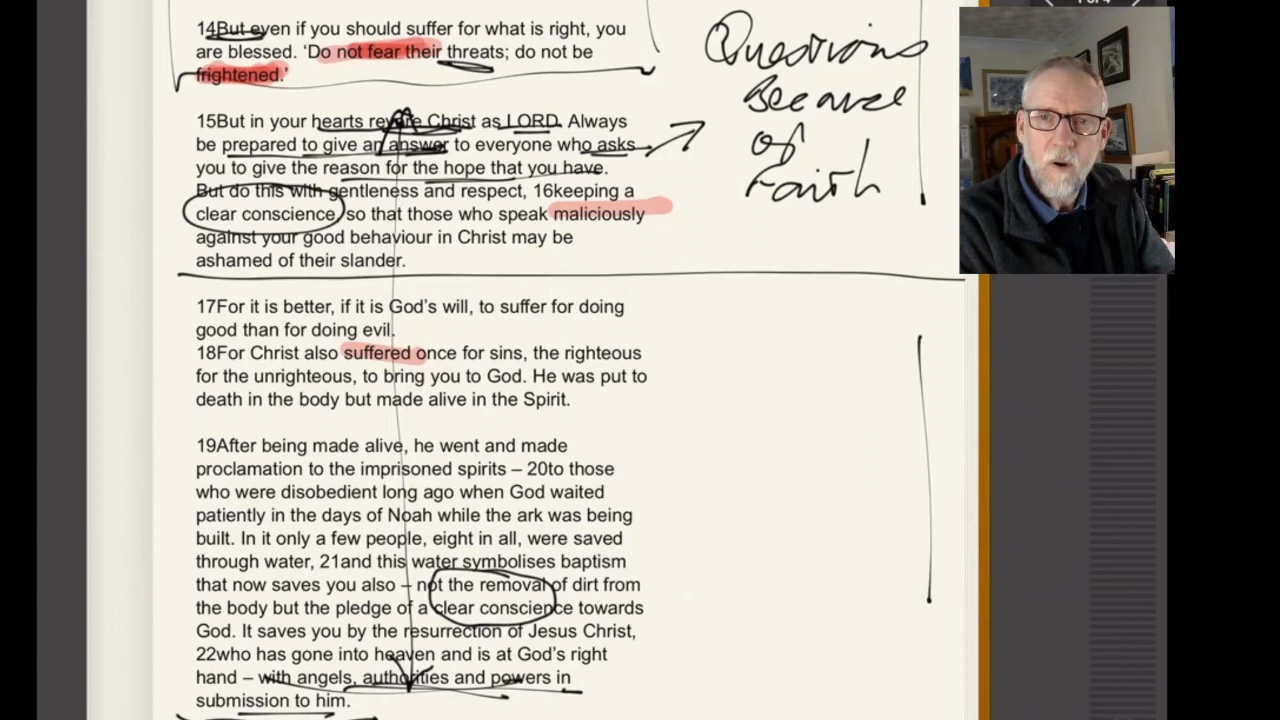 14But even if you should suffer for what is right, you
are blessed. ‘Do not fear their threats; do not be
frightened.’
15But in your hearts revere Christ as LORD. Always
be prepared to give an answer to everyone who asks
you to give the reason for the hope that you have.
But do this with gentleness and respect, 16keeping a
clear conscience, so that those who speak maliciously
against your good behaviour in Christ may be
ashamed of their slander.
17For it is better, if it is God’s will, to suffer for doing
good than for doing evil.
18For Christ also suffered once for sins, the righteous
for the unrighteous, to bring you to God. He was put to
death in the body but made alive in the Spirit.
19After being made alive, he went and made
proclamation to the imprisoned spirits – 20to those
who were disobedient long ago when God waited
patiently in the days of Noah while the ark was being
built. In it only a few people, eight in all, were saved
through water, 21and this water symbolises baptism
that now saves you also – not the removal of dirt from
the body but the pledge of a clear conscience towards
God. It saves you by the resurrection of Jesus Christ,
22who has gone into heaven and is at God’s right
hand – with angels, authorities and powers in
submission to him.
Questions
Because
of
Faith